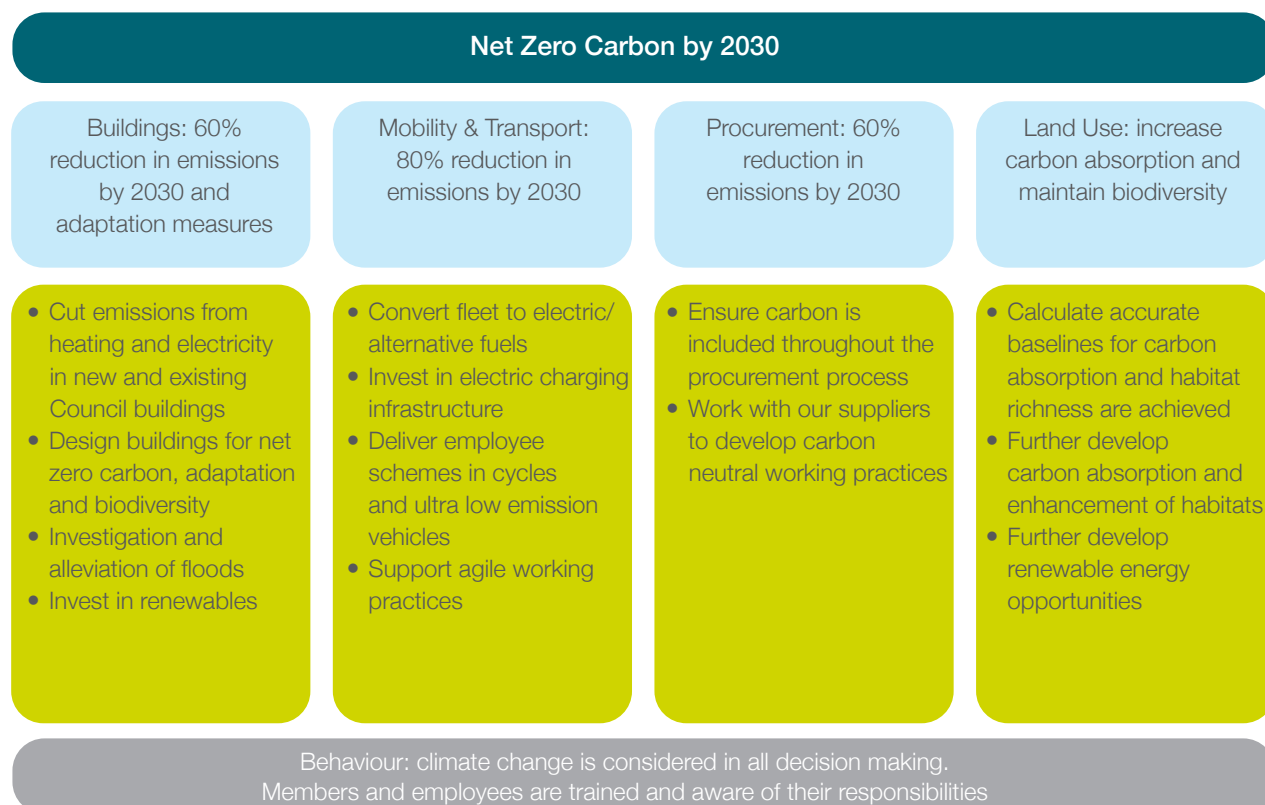 Net Zero Carbon by 2030
Buildings: 60%
reduction in emissions
by 2030 and
adaptation measures
Mobility & Transport:
80% reduction in
emissions by 2030
Procurement: 60%
reduction in
emissions by 2030
Land Use: increase
carbon absorption and
maintain biodiversity
• Cut emissions from
heating and electricity
in new and existing
Council buildings
• Design buildings for net
zero carbon, adaptation
and biodiversity
• Investigation and
alleviation of floods
• Invest in renewables
• Convert fleet to electric/
alternative fuels
• Invest in electric charging
infrastructure
• Deliver employee
schemes in cycles
and ultra low emission
vehicles
• Support agile working
practices
• Ensure carbon is
included throughout the
procurement process
• Work with our suppliers
to develop carbon
neutral working practices
• Calculate accurate
baselines for carbon
absorption and habitat
richness are achieved
• Further develop
carbon absorption and
enhancement of habitats
• Further develop
renewable energy
opportunities
Behaviour: climate change is considered in all decision making.
Members and employees are trained and aware of their responsibilities